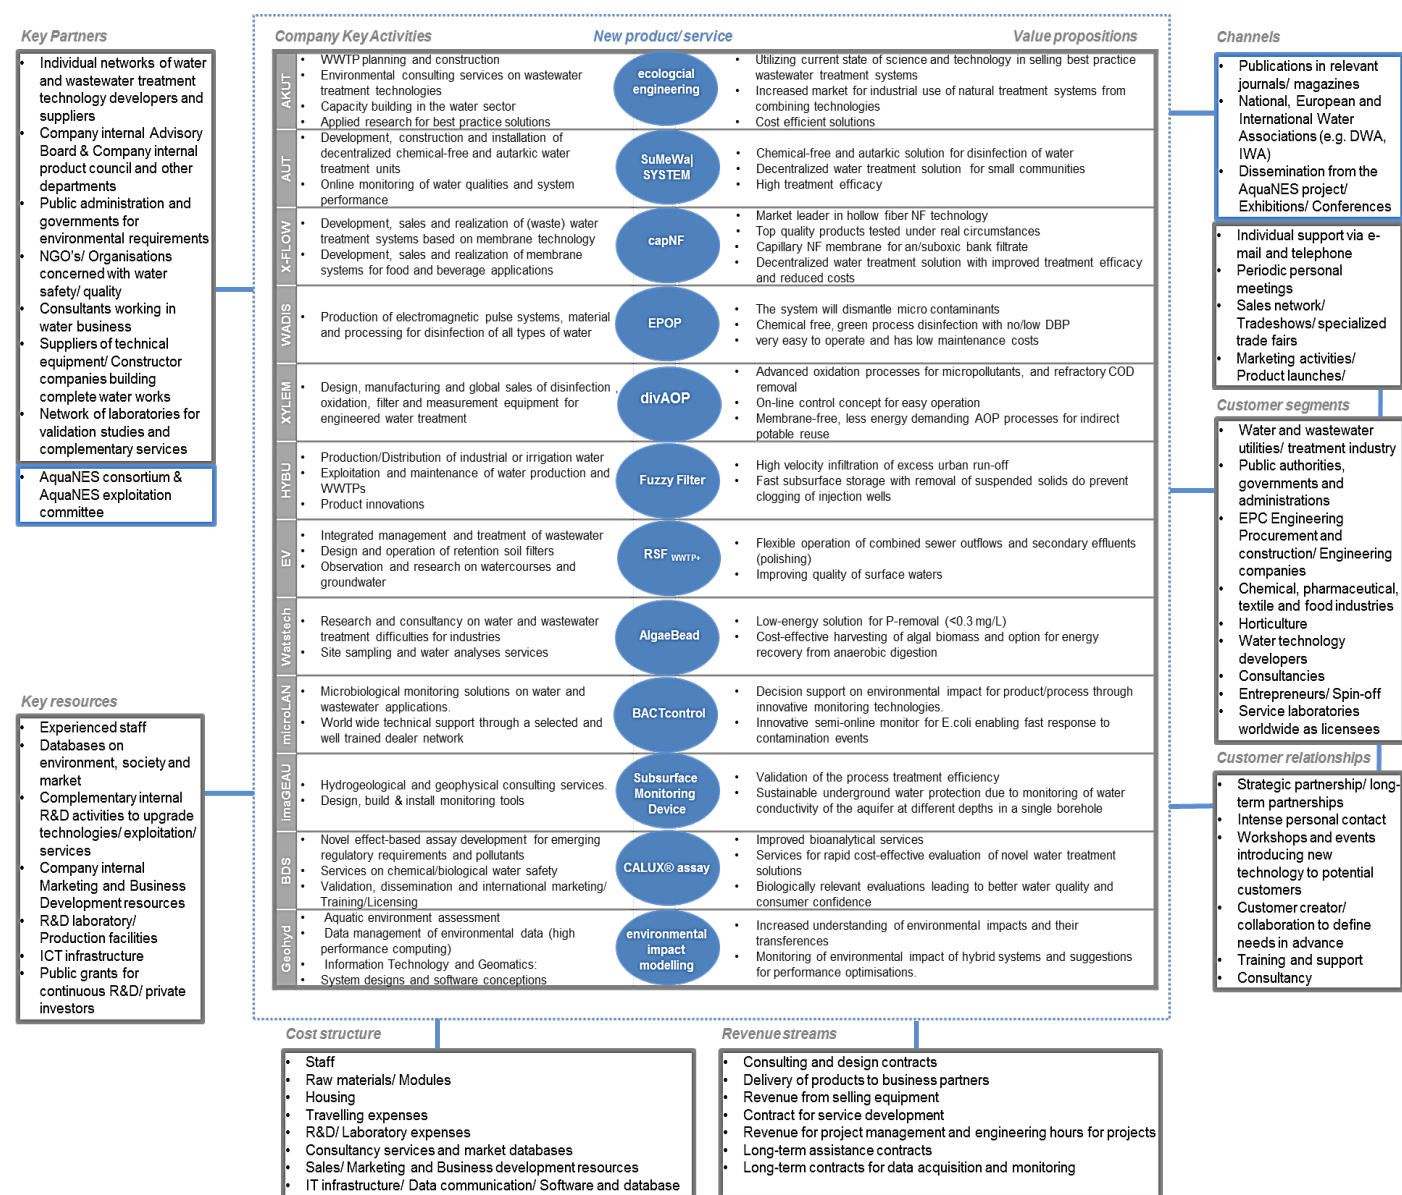 Key Partners
• Individual networks of water
and wastewater treatment
technology developers and
suppliers
• Company internal Advisory
Board & Company internal
product council and other
departments
• Public administration and
governments for
environmental requirements
• NGO's/ Organisations
concerned with water
safety/ quality
• Consultants working in
water business
• Suppliers of technical
equipment/ Constructor
companies building
complete water works
• Network of laboratories for
validation studies and
complementary services
• AquaNES consortium &
AquaNES exploitation
committee
Key resources
• Experienced staff
• Databases on
environment, society and
market
• Complementary internal
R&D activities to upgrade
technologies/ exploitation/
services
• Company internal
Marketing and Business
Development resources
• R&D laboratory/
Production facilities
• ICT infrastructure
• Public grants for
continuous R&D/ private
investors
Company Key Activities New product/ service Value propositions
AKUT
• WWTP planning and construction
• Environmental consulting services on wastewater
treatment technologies
• Capacity building in the water sector
• Applied research for best practice solutions
ecologcial
engineering
• Utilizing current state of science and technology in selling best practice
wastewater treatment systems
• Increased market for industrial use of natural treatment systems from
combining technologies
• Cost efficient solutions
AUT
• Development, construction and installation of
decentralized chemical-free and autarkic water
treatment units
• Online monitoring of water qualities and system
performance
SuMeWa|
SYSTEM
• Chemical-free and autarkic solution for disinfection of water
• Decentralized water treatment solution for small communities
• High treatment efficacy
X-FLOW
• Development, sales and realization of (waste) water
treatment systems based on membrane technology
• Development, sales and realization of membrane
systems for food and beverage applications
capNF
• Market leader in hollow fiber NF technology
• Top quality products tested under real circumstances
• Capillary NF membrane for an/suboxic bank filtrate
• Decentralized water treatment solution with improved treatment efficacy
and reduced costs
WADIS
• Production of electromagnetic pulse systems, material
and processing for disinfection of all types of water
EPOP
• The system will dismantle micro contaminants
• Chemical free, green process disinfection with no/low DBP
• very easy to operate and has low maintenance costs
XYLEM
• Design, manufacturing and global sales of disinfection ,
oxidation, filter and measurement equipment for
engineered water treatment
divAOP
• Advanced oxidation processes for micropollutants, and refractory COD
removal
• On-line control concept for easy operation
• Membrane-free, less energy demanding AOP processes for indirect
potable reuse
HYBU
• Production/Distribution of industrial or irrigation water
• Exploitation and maintenance of water production and
WWTPs
• Product innovations
Fuzzy Filter
• High velocity infiltration of excess urban run-off
• Fast subsurface storage with removal of suspended solids do prevent
clogging of injection wells
EV
• Integrated management and treatment of wastewater
• Design and operation of retention soil filters
• Observation and research on watercourses and
groundwater
RSF WWTP+
• Flexible operation of combined sewer outflows and secondary effluents
(polishing)
• Improving quality of surface waters
Watstech
• Research and consultancy on water and wastewater
treatment difficulties for industries
• Site sampling and water analyses services
AlgaeBead
• Low-energy solution for P-removal (<0.3 mg/L)
• Cost-effective harvesting of algal biomass and option for energy
recovery from anaerobic digestion
microLAN
• Microbiological monitoring solutions on water and
wastewater applications.
• World wide technical support through a selected and
well trained dealer network
BACTcontrol
• Decision support on environmental impact for product/process through
innovative monitoring technologies.
• Innovative semi-online monitor for E.coli enabling fast response to
contamination events
imaGEAU
• Hydrogeological and geophysical consulting services.
• Design, build & install monitoring tools
Subsurface
Monitoring
Device
• Validation of the process treatment efficiency
• Sustainable underground water protection due to monitoring of water
conductivity of the aquifer at different depths in a single borehole
BDS
• Novel effect-based assay development for emerging
regulatory requirements and pollutants
• Services on chemical/biological water safety
• Validation, dissemination and international marketing/
Training/Licensing
CALUX® assay
• Improved bioanalytical services
• Services for rapid cost-effective evaluation of novel water treatment
solutions
• Biologically relevant evaluations leading to better water quality and
consumer confidence
Geohyd
• Aquatic environment assessment
• Data management of environmental data (high
performance computing)
• Information Technology and Geomatics:
• System designs and software conceptions
environmental
impact
modelling
• Increased understanding of environmental impacts and their
transferences
• Monitoring of environmental impact of hybrid systems and suggestions
for performance optimisations.
Channels
• Publications in relevant
journals/ magazines
• National, European and
International Water
Associations (e.g. DWA,
IWA)
• Dissemination from the
AquaNES project/
Exhibitions/ Conferences
• Individual support via e-
mail and telephone
• Periodic personal
meetings
• Sales network/
Tradeshows/ specialized
trade fairs
• Marketing activities/
Product launches/
Customer segments
• Water and wastewater
utilities/ treatment industry
• Public authorities,
governments and
administrations
• EPC Engineering
Procurement and
construction/ Engineering
companies
• Chemical, pharmaceutical,
textile and food industries
• Horticulture
• Water technology
developers
• Consultancies
• Entrepreneurs/ Spin-off
• Service laboratories
worldwide as licensees
Customer relationships
• Strategic partnership/ long-
term partnerships
• Intense personal contact
• Workshops and events
introducing new
technology to potential
customers
• Customer creator/
collaboration to define
needs in advance
• Training and support
• Consultancy
Cost structure
• Staff
• Raw materials/ Modules
• Housing
• Travelling expenses
• R&D/ Laboratory expenses
• Consultancy services and market databases
• Sales/ Marketing and Business development resources
• IT infrastructure/ Data communication/ Software and database
Revenue streams
• Consulting and design contracts
• Delivery of products to business partners
• Revenue from selling equipment
• Contract for service development
• Revenue for project management and engineering hours for projects
• Long-term assistance contracts
• Long-term contracts for data acquisition and monitoring